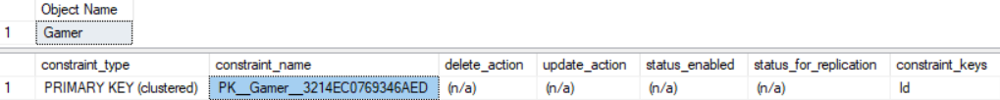 Object Name
1 Gamer
constraint_type constraint_name delete_action update_action status_enabled status_for_replication constraint_keys
1 PRIMARY KEY (clustered) PK__Gamer__3214EC0769346AED (n/a) (n/a) (n/a) (n/a) Id